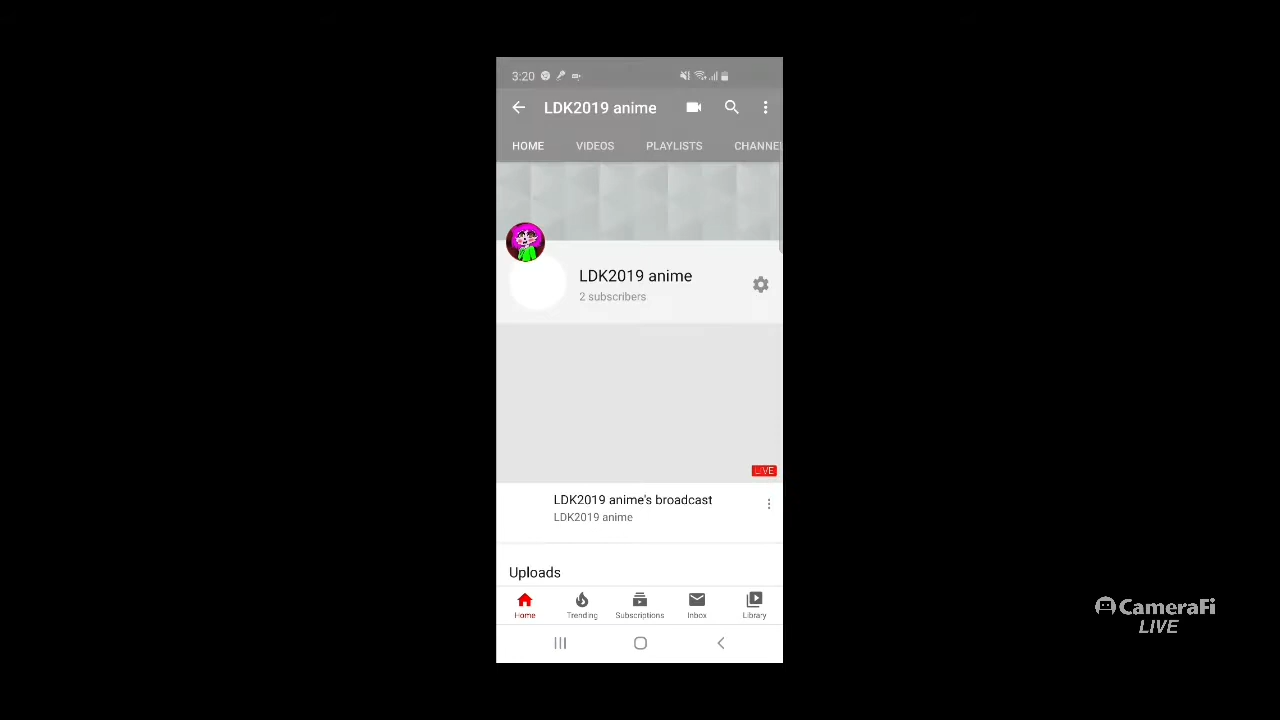 3:20
LDK2019 anime
HOME VIDEOS PLAYLISTS CHANNE
LDK2019 anime
2 subscribers
LIVE
LDK2019 anime's broadcast
LDK2019 anime
Uploads
Home Trending Subscriptions Inbox Library
CameraFi
LIVE